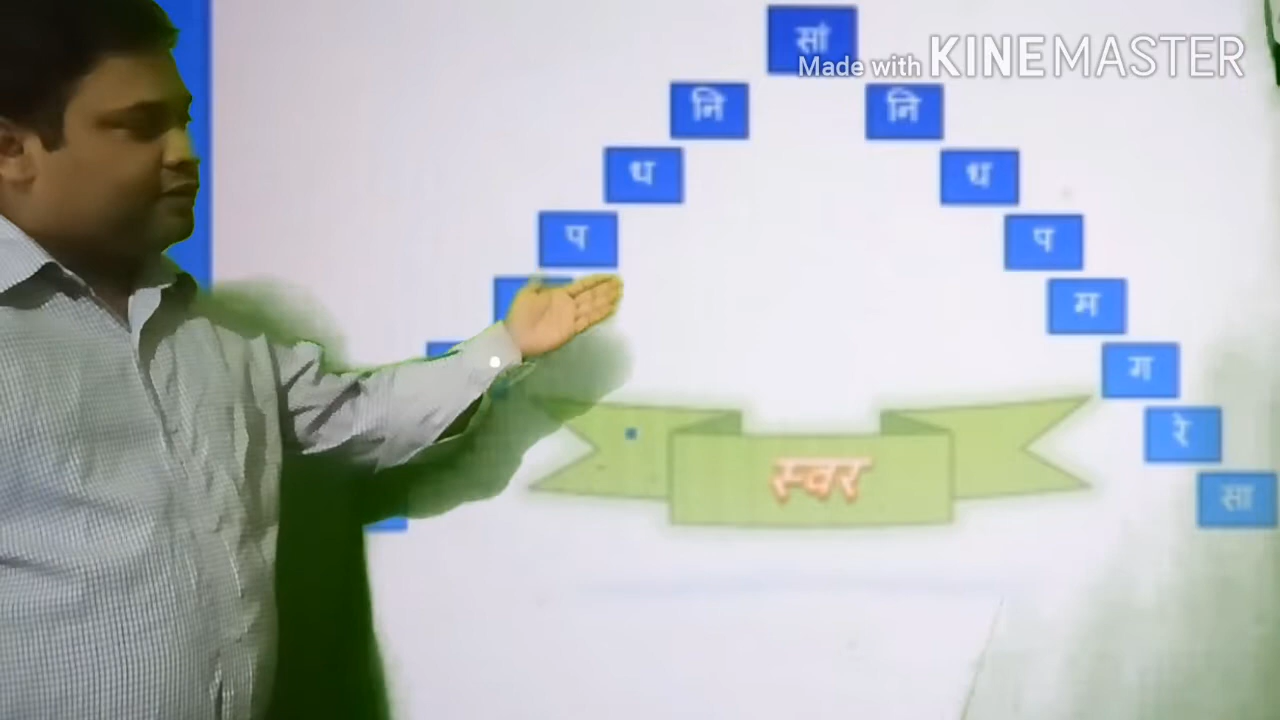 सां
Made with KINEMASTER
नि नि
ध ध
प प
म
ग
रे
स्वर
सा